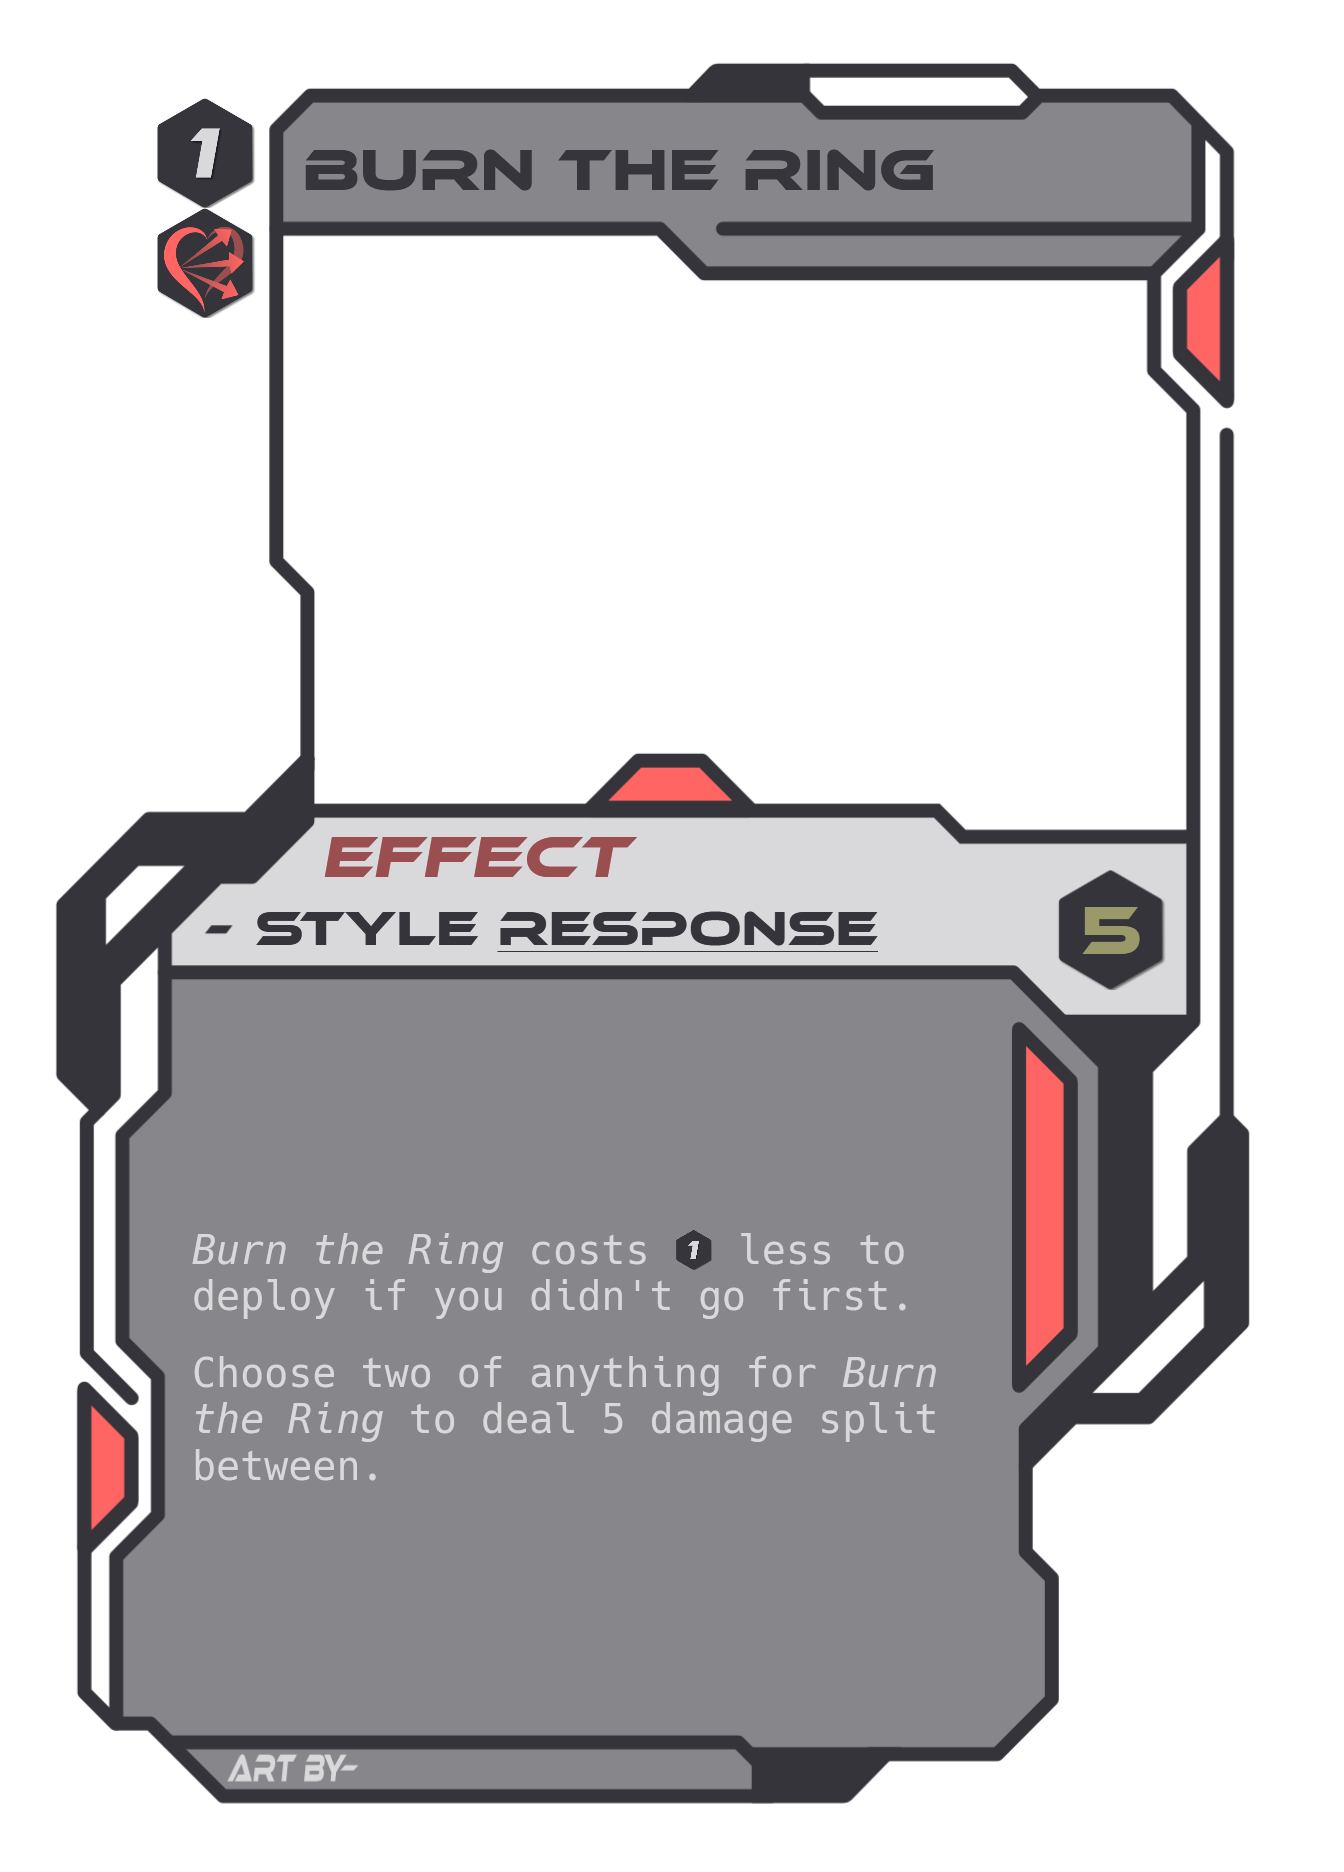 1
BURN THE RING
EFFECT
- STYLE RESPONSE
5
Burn the Ring costs 1 less to
deploy if you didn't go first.
Choose two of anything for Burn
the Ring to deal 5 damage split
between.
ART BY-